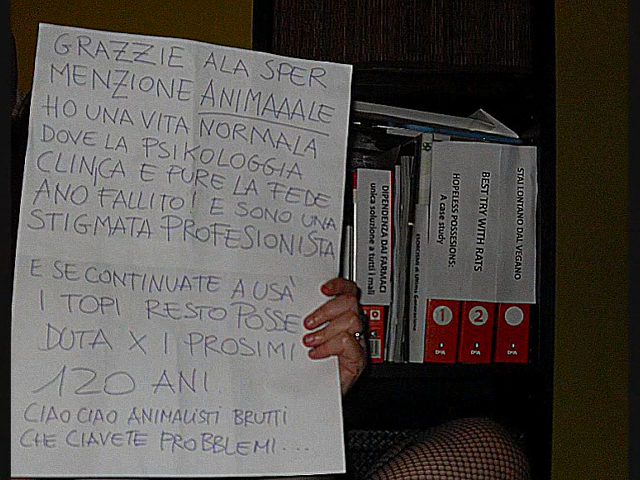 GRAZZIE ALA SPER
MENZIONE ANIMAAALE
HO UNA VITA NORMALA
DOVE LA PSIKOLOGGIA
CLINICA E PURE LA FEDE
ANO FALLITO! E SONO UNA
STIGMATA PROFESIONISTA
E SE CONTINUATE A USÀ
I TOPI RESTO POSSE
DUTA X I PROSIMI
120 ANI
CIAO CIAO ANIMALISTI BRUTTI
CHE CIAVETE PROBBLEMI...
DIPENDENZA DAI FARMACI
unica soluzione a tutti i mali
HOPELESS POSSESIONS:
A case study
BEST TRY WITH RATS
STAI LONTANO DAL VEGANO
1
2